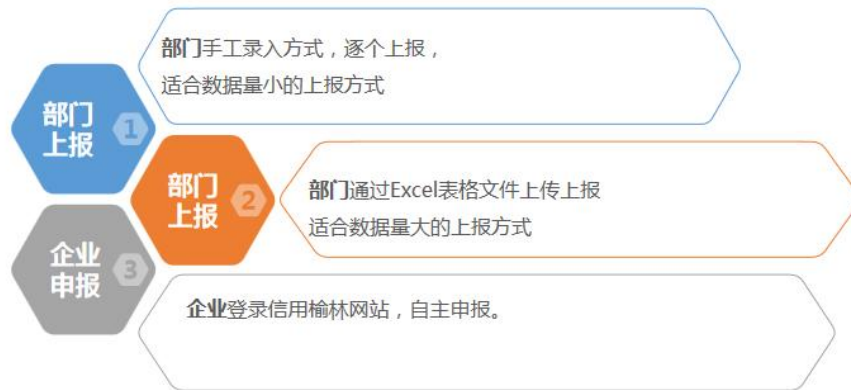 部门手工录入方式，逐个上报，
适合数据量小的上报方式
部门
上报
1
部门
上报
2
部门通过Excel表格文件上传上报
适合数据量大的上报方式
企业
申报
3
企业登录信用榆林网站，自主申报。